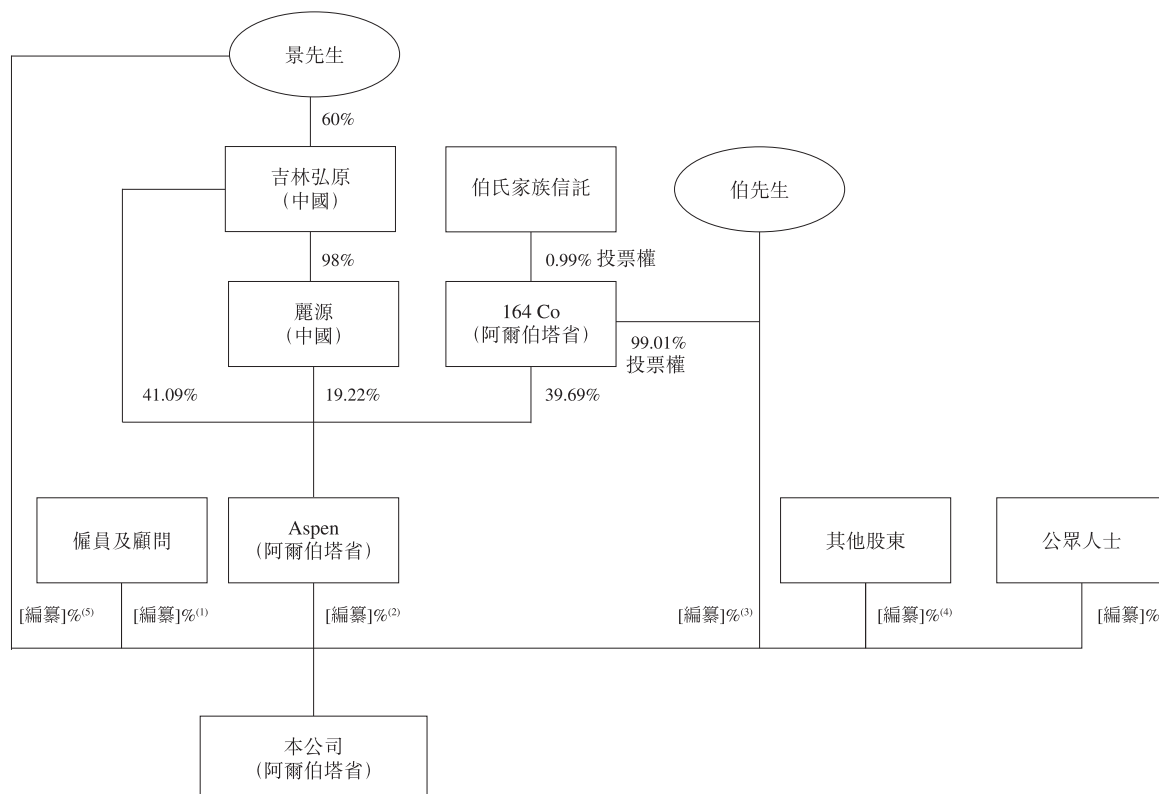 景先生
60%
吉林弘原
（中國）
伯氏家族信託
伯先生
98%
0.99% 投票權
麗源
（中國）
164 Co
（阿爾伯塔省）
99.01%
投票權
41.09%
19.22%
39.69%
僱員及顧問
Aspen
（阿爾伯塔省）
其他股東
公眾人士
[編纂]%(5)
[編纂]%(1)
[編纂]%(2)
[編纂]%(3)
[編纂]%(4)
[編纂]%
本公司
（阿爾伯塔省）